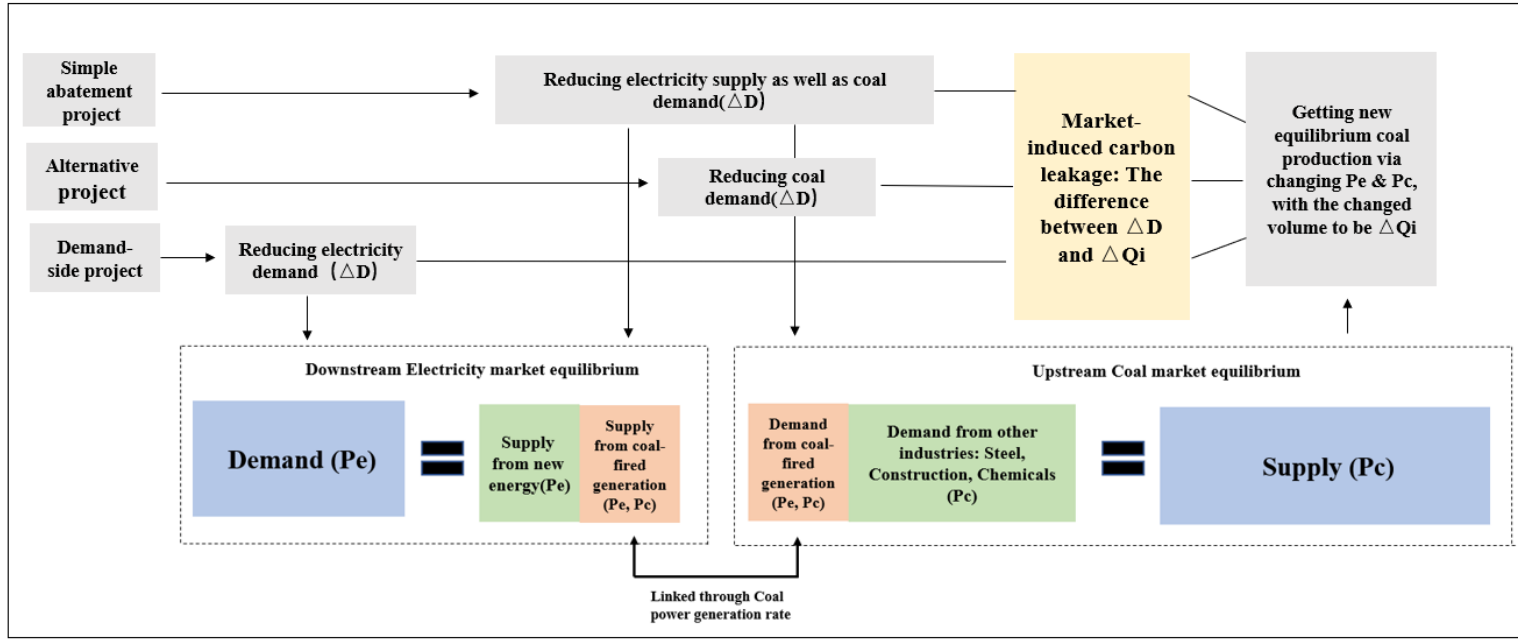 Simple
abatement
project
Reducing electricity supply as well as coal
demand(△D)
Market-
induced carbon
leakage: The
difference
between △D
and △Qi
Getting new
equilibrium coal
production via
changing Pe & Pc,
with the changed
volume to be △Qi
Alternative
project
Reducing coal
demand(△D)
Demand-
side project
Reducing electricity
demand（△D）
Downstream Electricity market equilibrium
Demand (Pe)
Supply
from new
energy(Pe)
Supply
from coal-
fired
generation
(Pe, Pc)
Upstream Coal market equilibrium
Demand
from coal-
fired
generation
(Pe, Pc)
Demand from other
industries: Steel,
Construction, Chemicals
(Pc)
Supply (Pc)
Linked through Coal
power generation rate